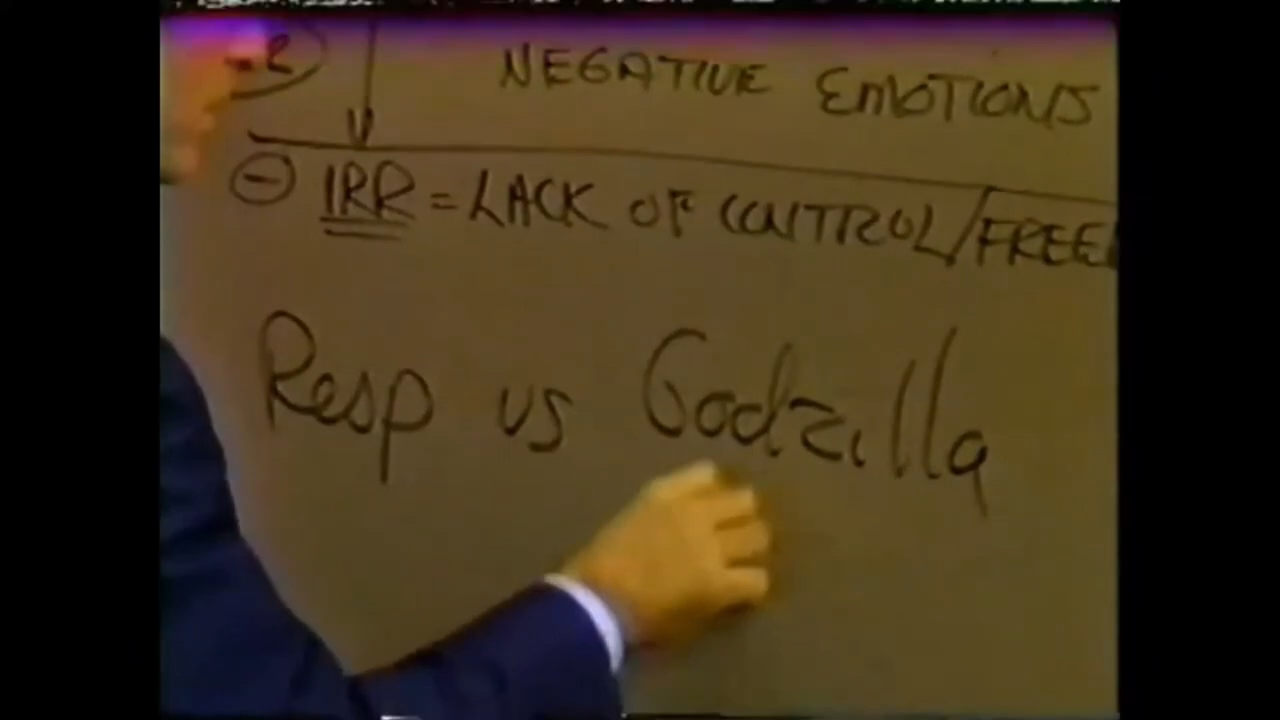 NEGATIVE EMOTIONS
⊖ IRR = LACK OF CONTROL/FREE
Resp vs Godzilla